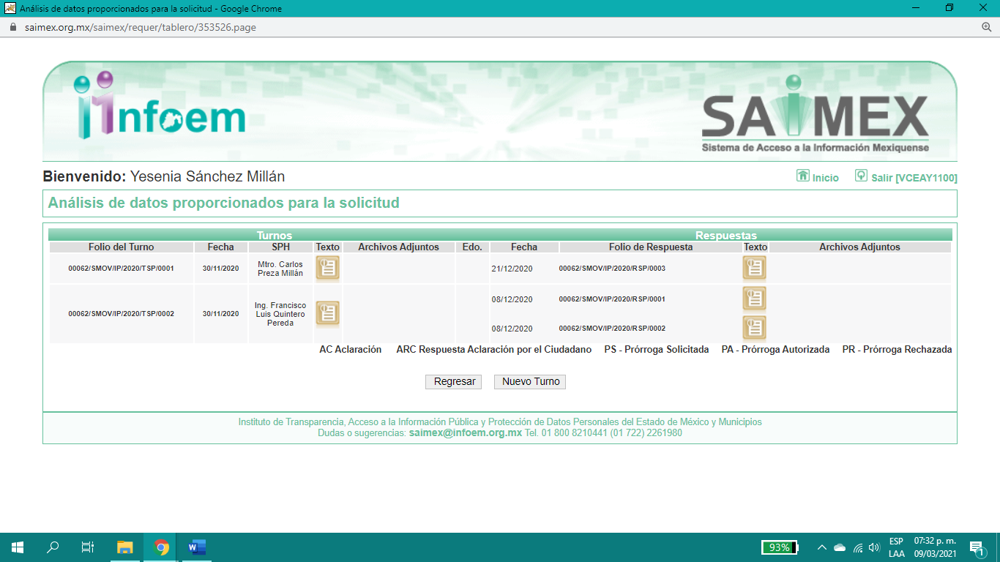 Análisis de datos proporcionados para la solicitud - Google Chrome
saimex.org.mx/saimex/requer/tablero/353526.page
infoem
SAIMEX
Sistema de Acceso a la Información Mexiquense
Bienvenido: Yesenia Sánchez Millán
Inicio Salir [VCEAY1100]
Análisis de datos proporcionados para la solicitud
Turnos Respuestas
Folio del Turno Fecha SPH Texto Archivos Adjuntos Edo. Fecha Folio de Respuesta Texto Archivos Adjuntos
00062/SMOV/IP/2020/TSP/0001 30/11/2020 Mtro. Carlos Preza Millán 21/12/2020 00062/SMOV/IP/2020/RSP/0003
00062/SMOV/IP/2020/TSP/0002 30/11/2020 Ing. Francisco Luis Quintero Pereda 08/12/2020 00062/SMOV/IP/2020/RSP/0001
08/12/2020 00062/SMOV/IP/2020/RSP/0002
AC Aclaración ARC Respuesta Aclaración por el Ciudadano PS - Prórroga Solicitada PA - Prórroga Autorizada PR - Prórroga Rechazada
Regresar Nuevo Turno
Instituto de Transparencia, Acceso a la Información Pública y Protección de Datos Personales del Estado de México y Municipios
Dudas o sugerencias: saimex@infoem.org.mx Tel. 01 800 8210441 (01 722) 2261980
93% ESP 07:32 p. m.
LAA 09/03/2021 1